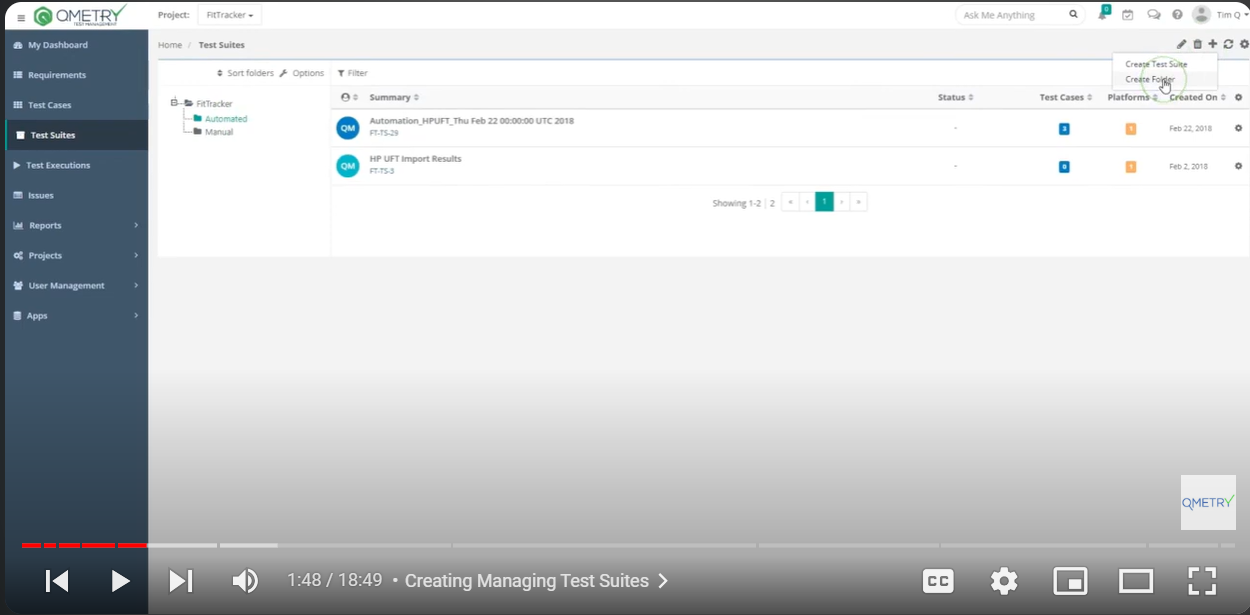 QMETRY
TEST MANAGEMENT
Project: FitTracker
Ask Me Anything
0
Tim Q
My Dashboard
Requirements
Test Cases
Test Suites
Test Executions
Issues
Reports
Projects
User Management
Apps
Home / Test Suites
Create Test Suite
Create Folder
Sort folders Options Filter
FitTracker
Automated
Manual
Summary Status Test Cases Platforms Created On
QM Automation_HPUFT_Thu Feb 22 00:00:00 UTC 2018 - 3 1 Feb 22, 2018
FT-TS-29
QM HP UFT Import Results - 0 1 Feb 2, 2018
FT-TS-3
Showing 1-2 | 2 « ‹ 1 › »
QMETRY
1:48 / 18:49 • Creating Managing Test Suites >
CC